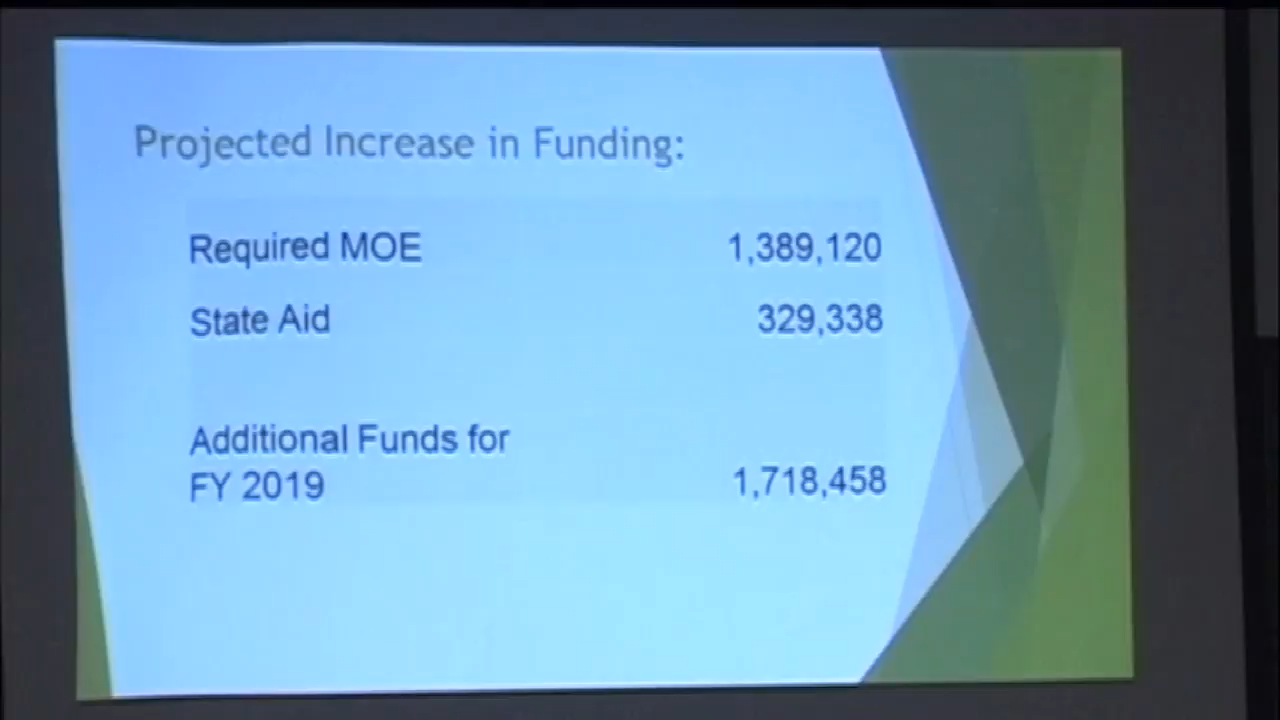 Projected Increase in Funding:
Required MOE 1,389,120
State Aid 329,338
Additional Funds for
FY 2019 1,718,458